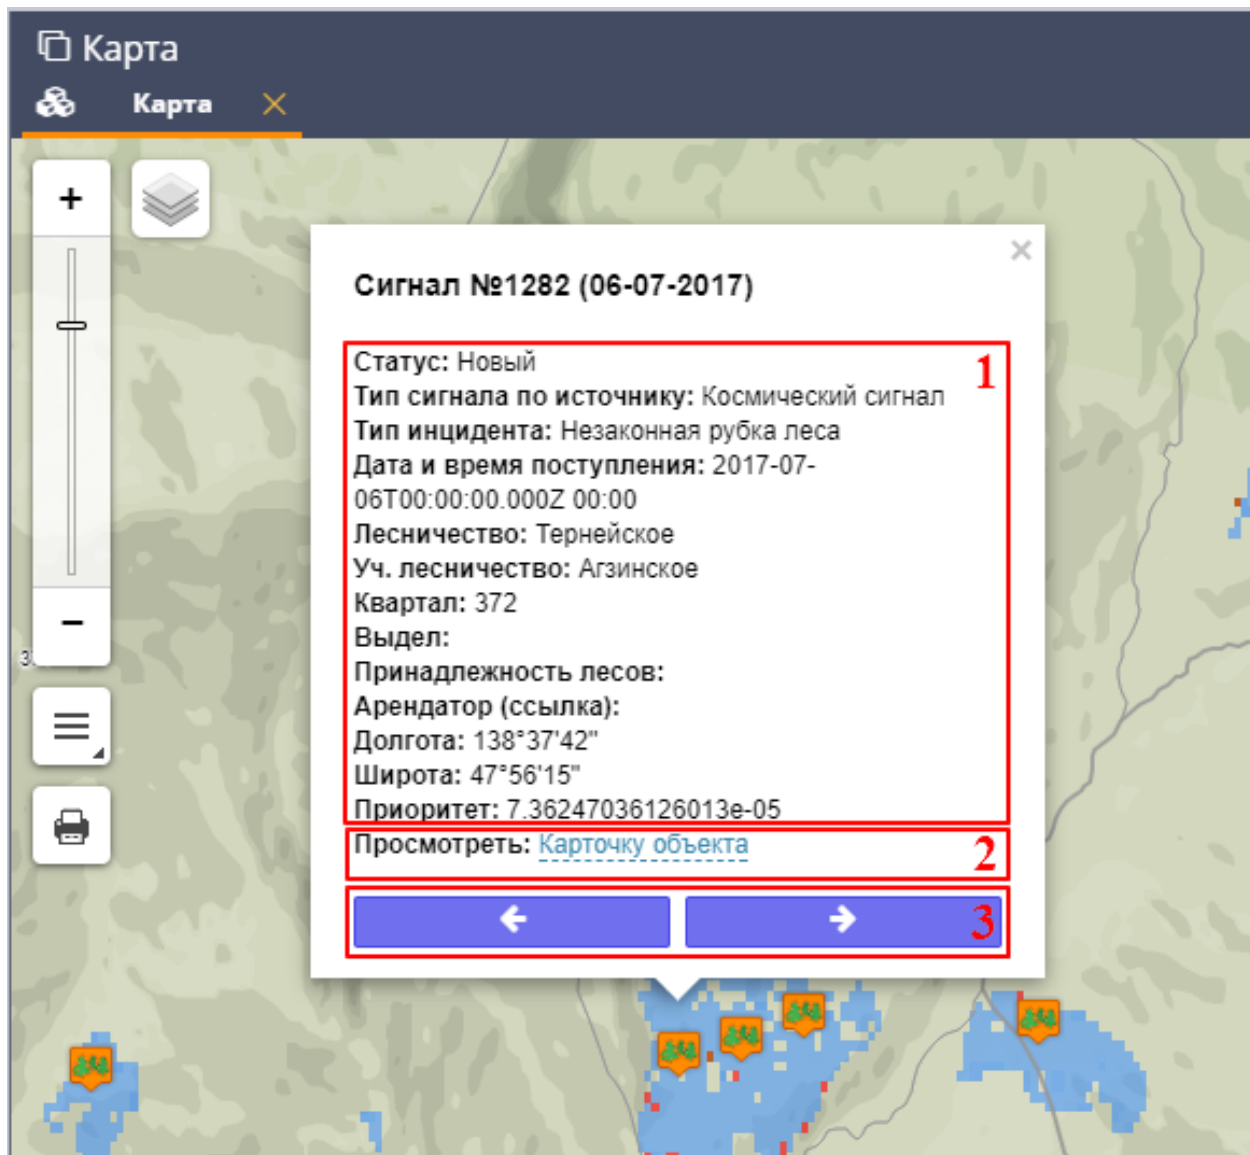 Карта
Карта
+
Сигнал №1282 (06-07-2017)
Статус: Новый
1
Тип сигнала по источнику: Космический сигнал
Тип инцидента: Незаконная рубка леса
Дата и время поступления: 2017-07-
06T00:00:00.000Z 00:00
Лесничество: Тернейское
Уч. лесничество: Агзинское
Квартал: 372
Выдел:
Принадлежность лесов:
Арендатор (ссылка):
Долгота: 138°37'42"
Широта: 47°56'15"
Приоритет: 7.36247036126013e-05
Просмотреть: Карточку объекта
2
3